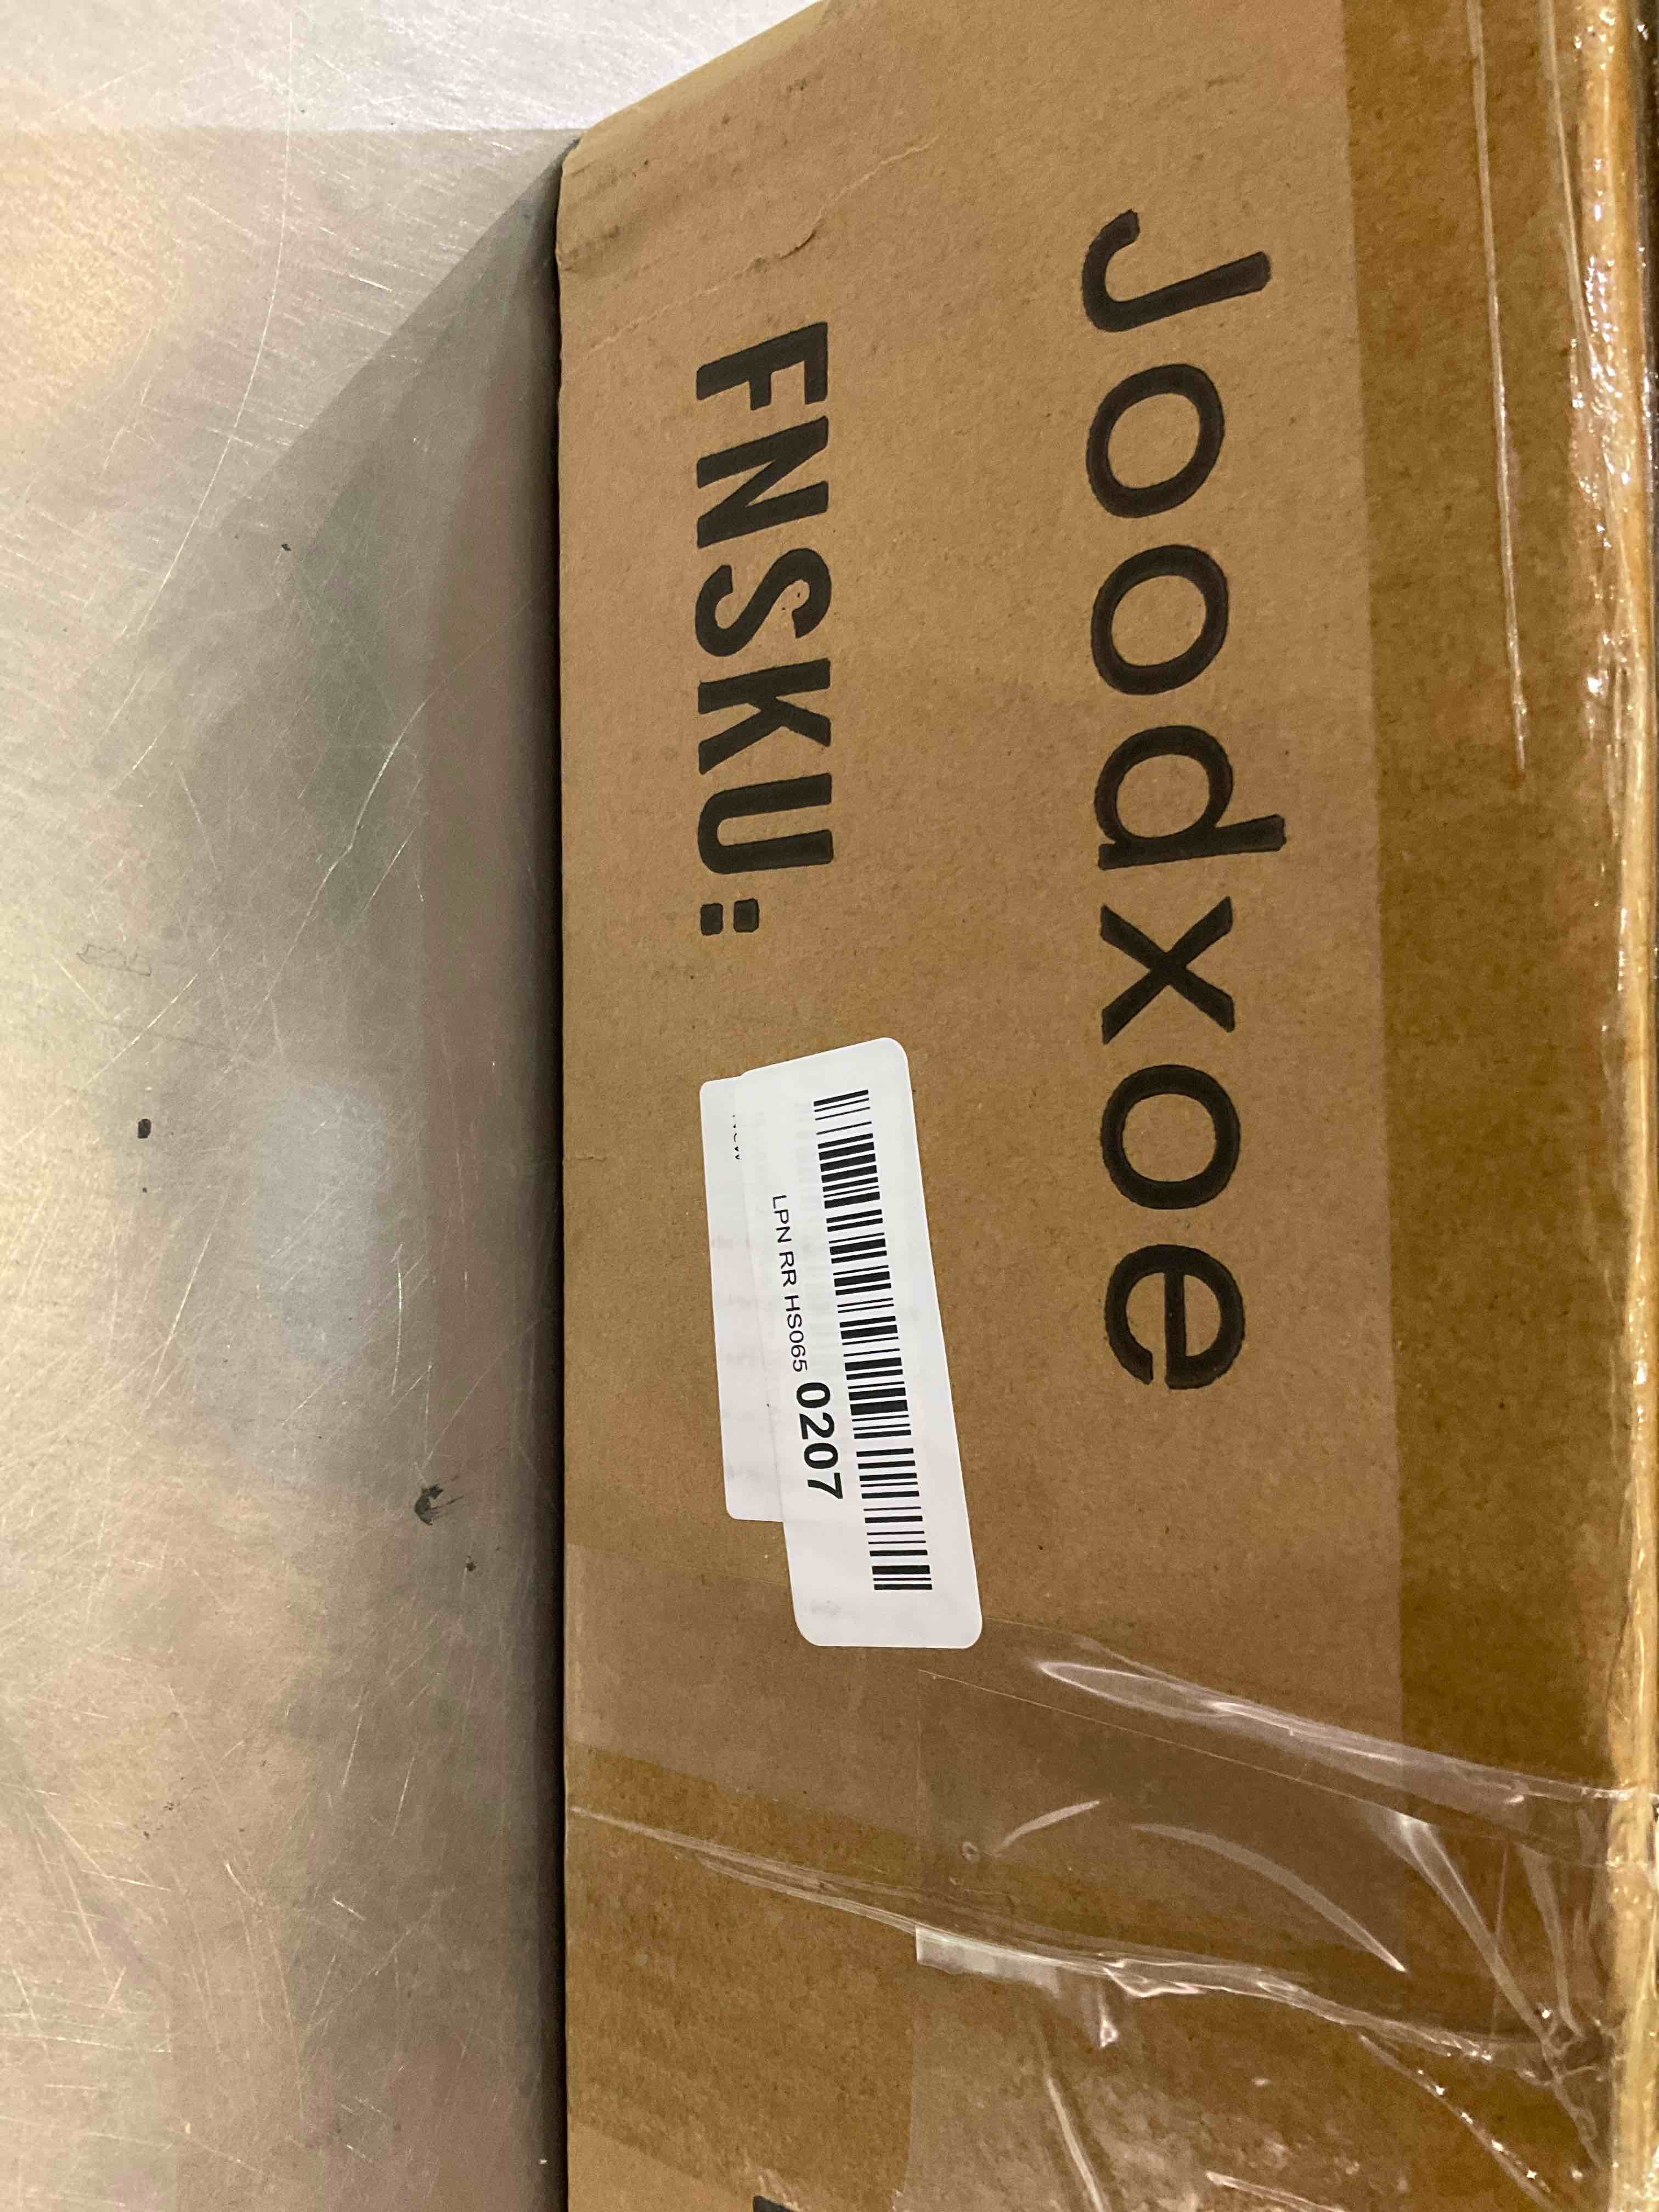 Joodxoe
FNSKU:
LPN RR HS065 0207